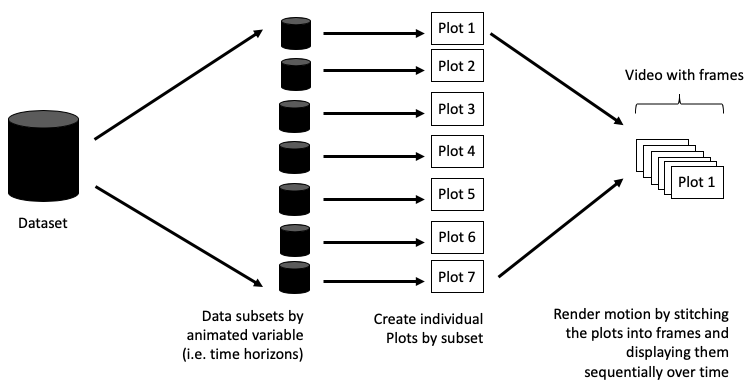 Plot 1
Plot 2
Plot 3
Plot 4
Plot 5
Plot 6
Plot 7
Video with frames
Plot 1
Dataset
Data subsets by
animated variable
(i.e. time horizons)
Create individual
Plots by subset
Render motion by stitching
the plots into frames and
displaying them
sequentially over time